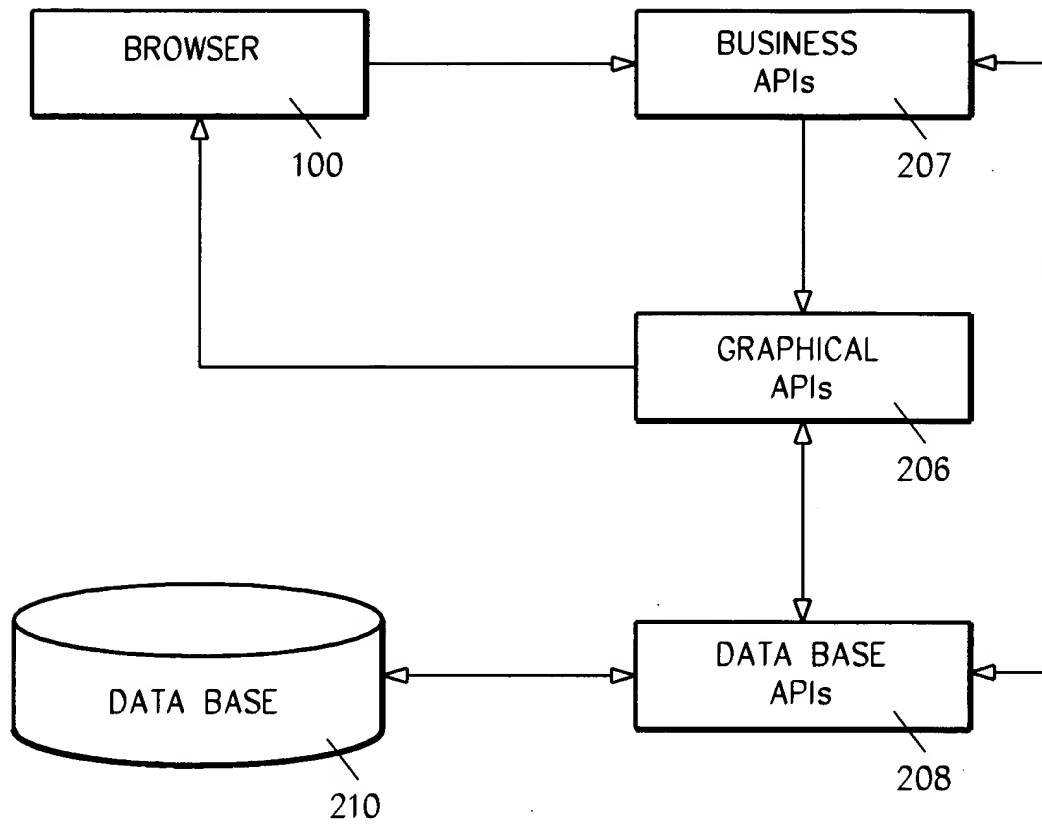 BROWSER
100
BUSINESS
APIs
207
GRAPHICAL
APIs
206
DATA BASE
210
DATA BASE
APIs
208